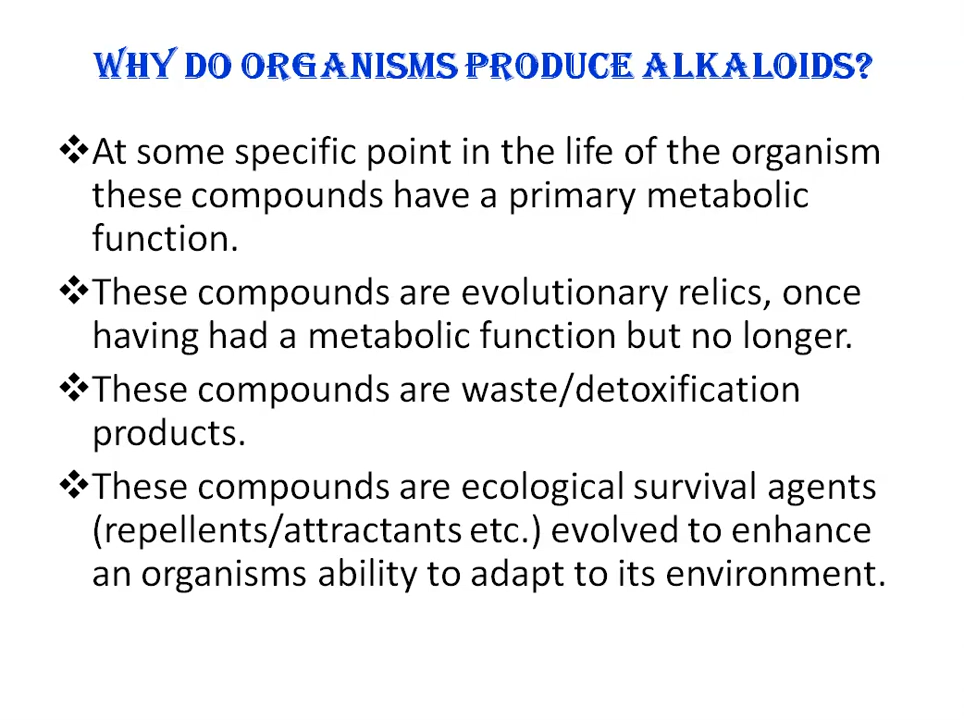 WHY DO ORGANISMS PRODUCE ALKALOIDS?
❖At some specific point in the life of the organism
these compounds have a primary metabolic
function.
❖These compounds are evolutionary relics, once
having had a metabolic function but no longer.
❖These compounds are waste/detoxification
products.
❖These compounds are ecological survival agents
(repellents/attractants etc.) evolved to enhance
an organisms ability to adapt to its environment.